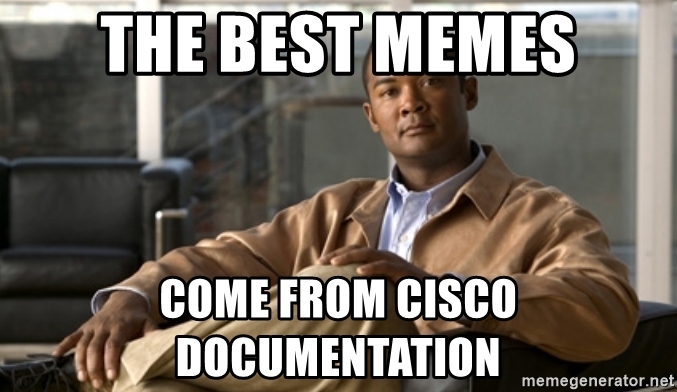 THE BEST MEMES
COME FROM CISCO
DOCUMENTATION
memegenerator.net